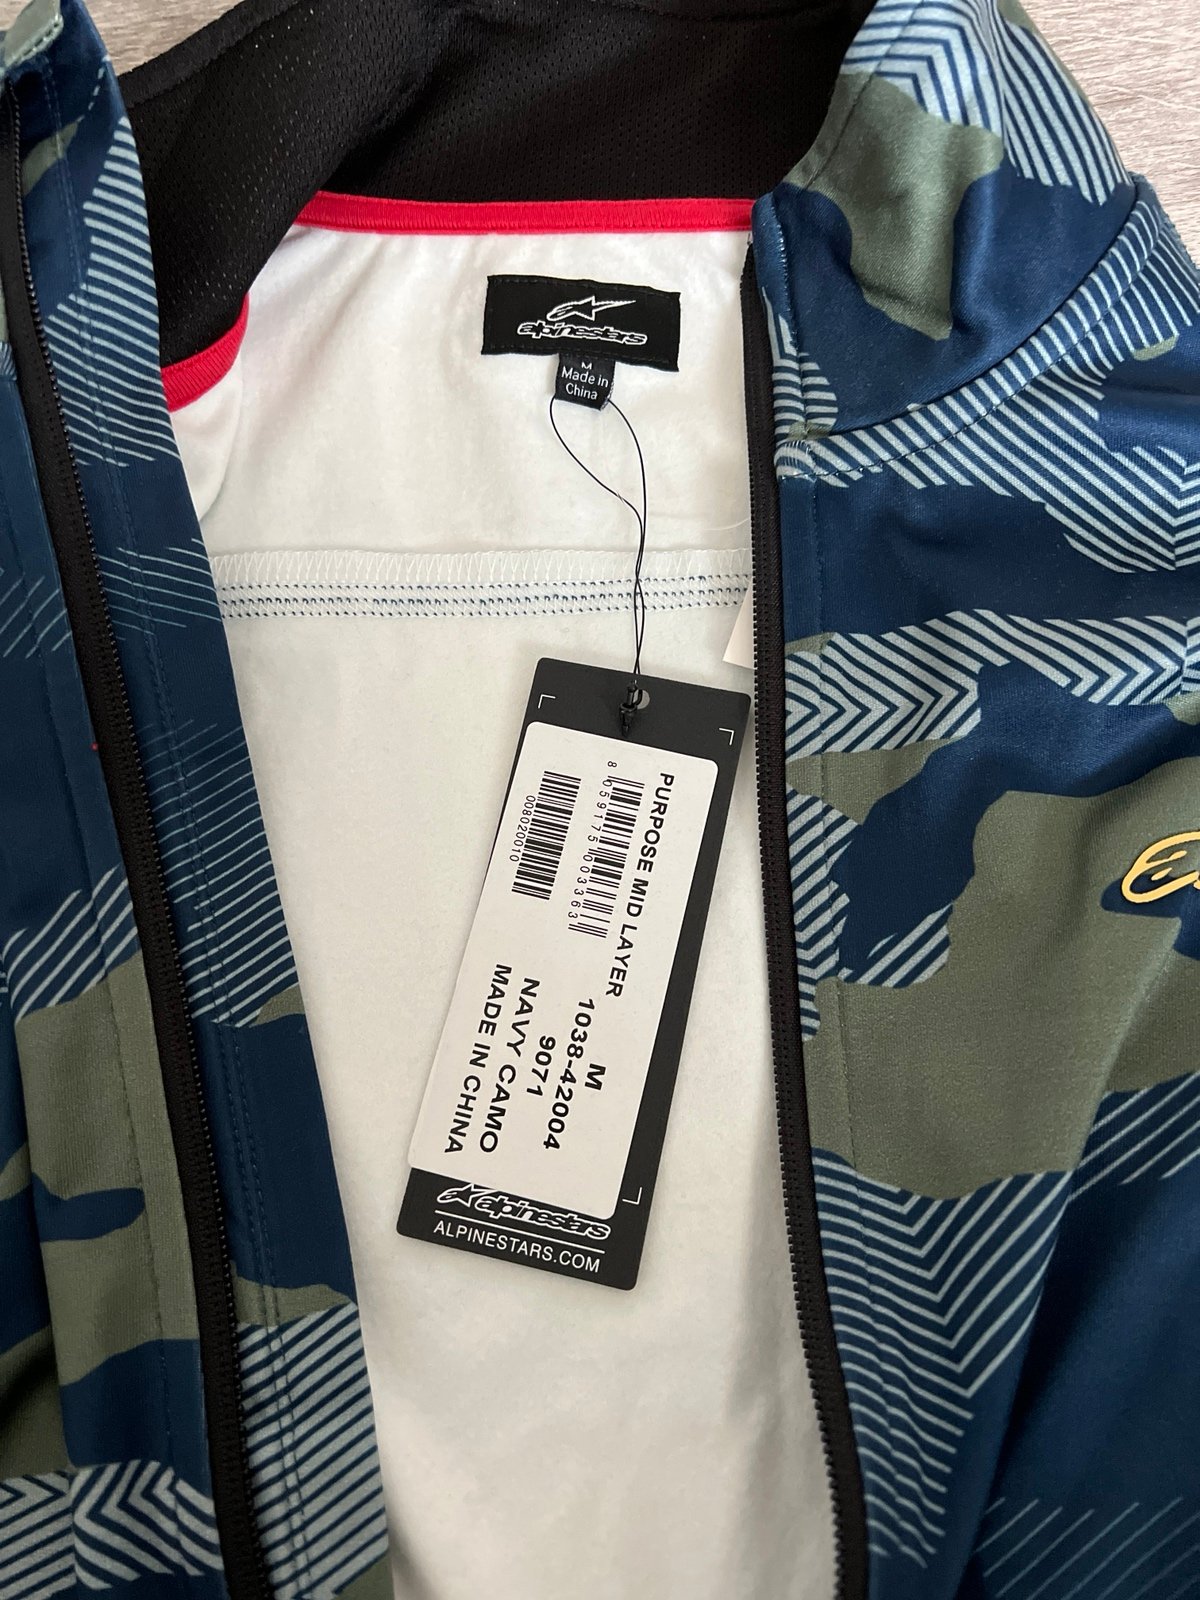 alpinestars
M
Made in
China
PURPOSE MID LAYER
8 059175 003363
008020010
M
1038-42004
9071
NAVY CAMO
MADE IN CHINA
alpinestars
ALPINESTARS.COM